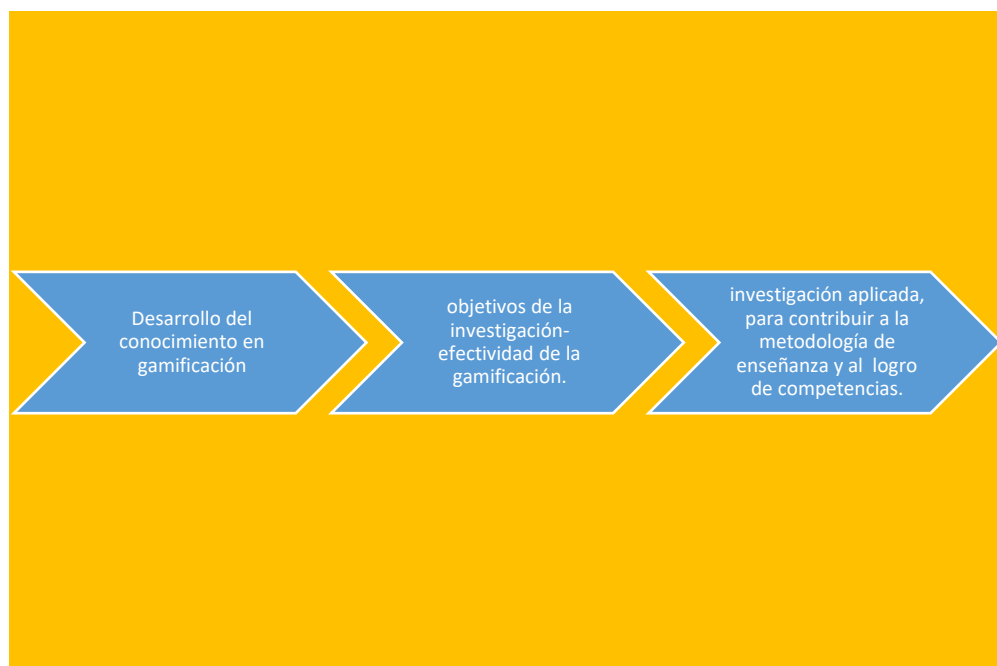 Desarrollo del
conocimiento en
gamificación
objetivos de la
investigación-
efectividad de la
gamificación.
investigación aplicada,
para contribuir a la
metodología de
enseñanza y al  logro
de competencias.